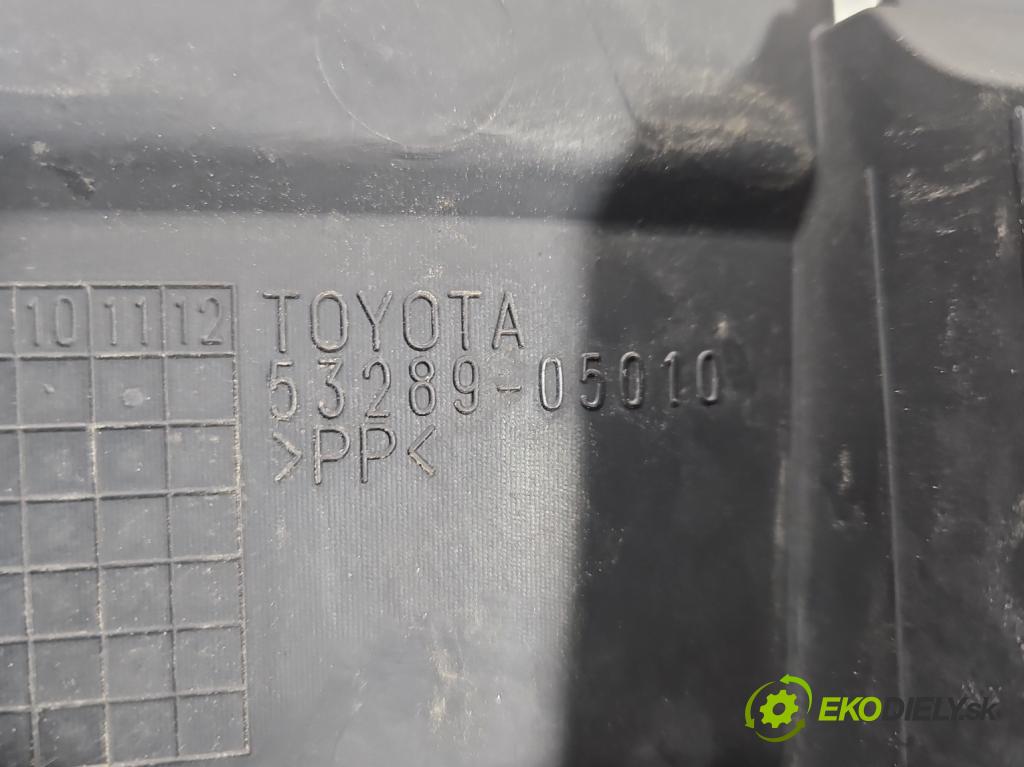 10 11 12
TOYOTA
53289-05010
>PP<
EKODIELY.sk